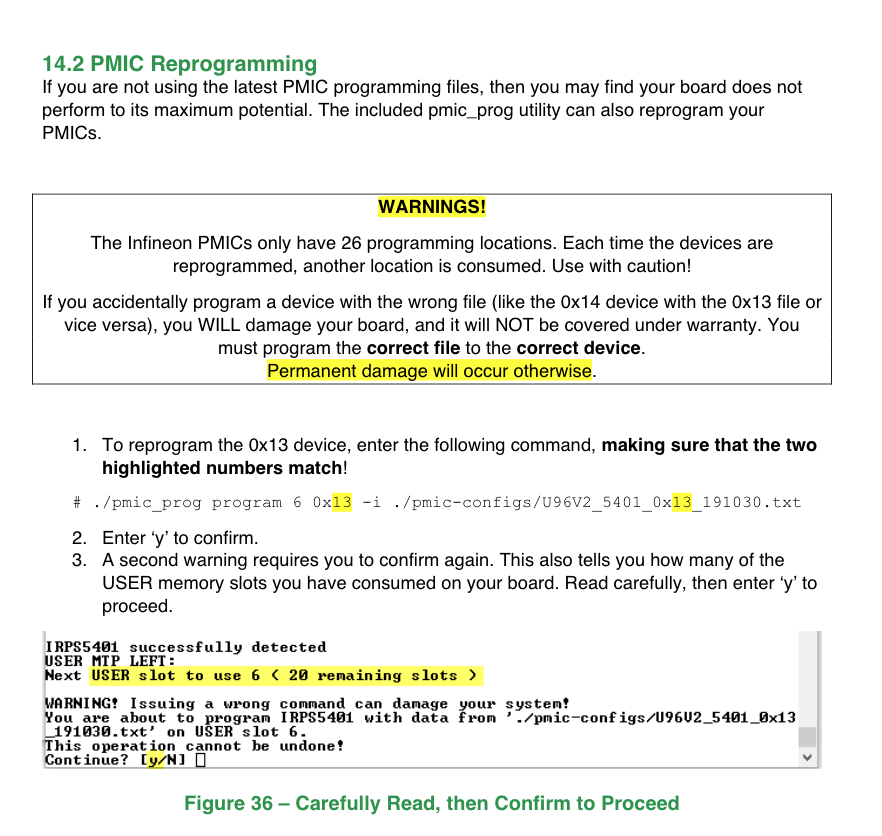 14.2 PMIC Reprogramming
If you are not using the latest PMIC programming files, then you may find your board does not
perform to its maximum potential. The included pmic_prog utility can also reprogram your
PMICs.
WARNINGS!
The Infineon PMICs only have 26 programming locations. Each time the devices are
reprogrammed, another location is consumed. Use with caution!
If you accidentally program a device with the wrong file (like the 0x14 device with the 0x13 file or
vice versa), you WILL damage your board, and it will NOT be covered under warranty. You
must program the correct file to the correct device.
Permanent damage will occur otherwise.
1. To reprogram the 0x13 device, enter the following command, making sure that the two
highlighted numbers match!
# ./pmic_prog program 6 0x13 -i ./pmic-configs/U96V2_5401_0x13_191030.txt
2. Enter ‘y’ to confirm.
3. A second warning requires you to confirm again. This also tells you how many of the
USER memory slots you have consumed on your board. Read carefully, then enter ‘y’ to
proceed.
IRPS5401 successfully detected
USER MTP LEFT:
Next USER slot to use 6 ( 20 remaining slots )
WARNING! Issuing a wrong command can damage your system!
You are about to program IRPS5401 with data from './pmic-configs/U96V2_5401_0x13
_191030.txt' on USER slot 6.
This operation cannot be undone!
Continue? [y/N]
Figure 36 – Carefully Read, then Confirm to Proceed